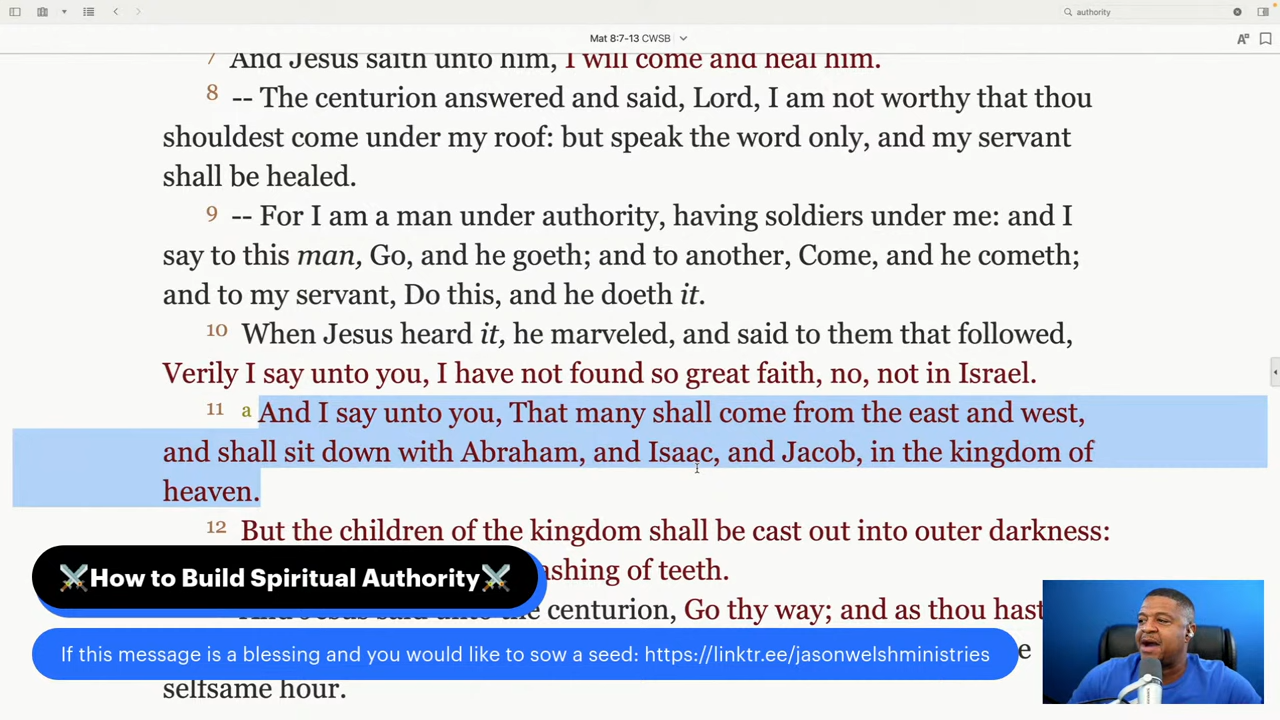 authority
Mat 8:7-13 CWSB
7 And Jesus saith unto him, I will come and heal him.
8 -- The centurion answered and said, Lord, I am not worthy that thou
shouldest come under my roof: but speak the word only, and my servant
shall be healed.
9 -- For I am a man under authority, having soldiers under me: and I
say to this man, Go, and he goeth; and to another, Come, and he cometh;
and to my servant, Do this, and he doeth it.
10 When Jesus heard it, he marveled, and said to them that followed,
Verily I say unto you, I have not found so great faith, no, not in Israel.
11 a And I say unto you, That many shall come from the east and west,
and shall sit down with Abraham, and Isaac, and Jacob, in the kingdom of
heaven.
12 But the children of the kingdom shall be cast out into outer darkness:
⚔️How to Build Spiritual Authority⚔️ ashing of teeth.
the centurion, Go thy way; and as thou hast
If this message is a blessing and you would like to sow a seed: https://linktr.ee/jasonwelshministries
selfsame hour.